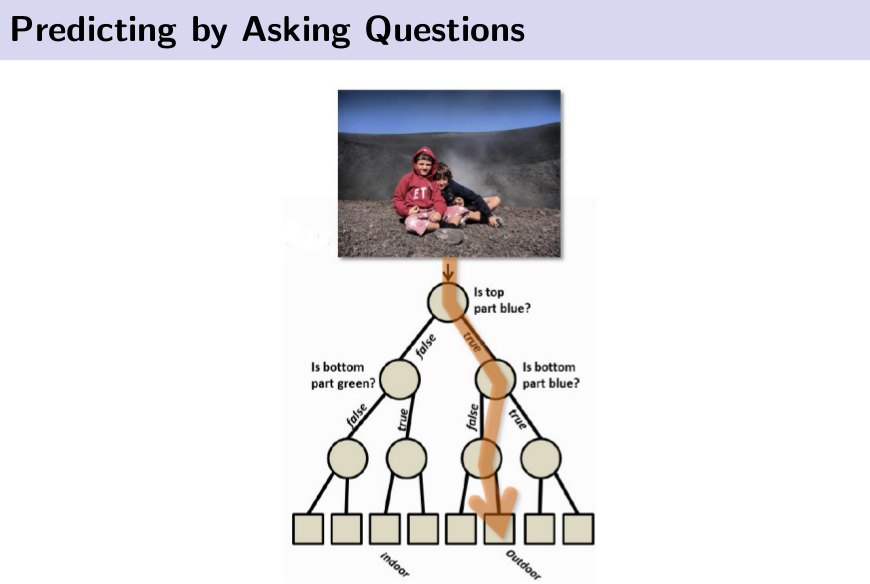 Predicting by Asking Questions
ET
Is top
part blue?
false
true
Is bottom
part green?
Is bottom
part blue?
false
true
false
true
Indoor
Outdoor